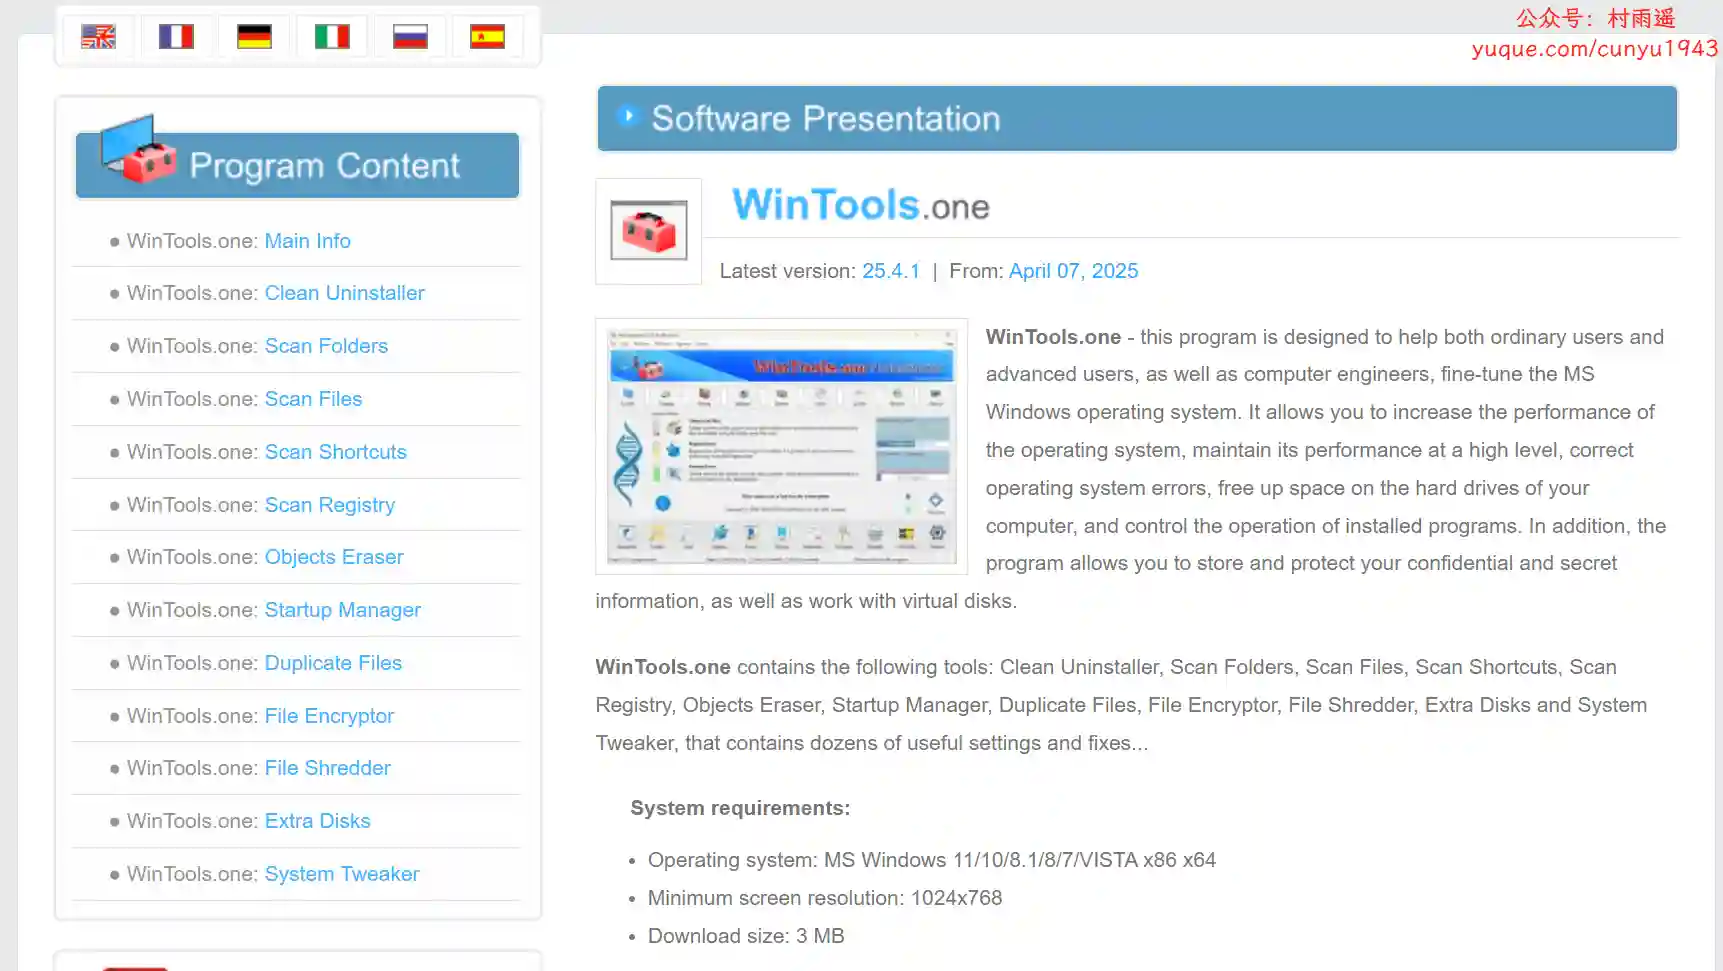 公众号：村雨遥
yuque.com/cunyu1943
Program Content
● WinTools.one: Main Info
● WinTools.one: Clean Uninstaller
● WinTools.one: Scan Folders
● WinTools.one: Scan Files
● WinTools.one: Scan Shortcuts
● WinTools.one: Scan Registry
● WinTools.one: Objects Eraser
● WinTools.one: Startup Manager
● WinTools.one: Duplicate Files
● WinTools.one: File Encryptor
● WinTools.one: File Shredder
● WinTools.one: Extra Disks
● WinTools.one: System Tweaker
Software Presentation
WinTools.one
Latest version: 25.4.1 | From: April 07, 2025
WinTools.one - this program is designed to help both ordinary users and
advanced users, as well as computer engineers, fine-tune the MS
Windows operating system. It allows you to increase the performance of
the operating system, maintain its performance at a high level, correct
operating system errors, free up space on the hard drives of your
computer, and control the operation of installed programs. In addition, the
program allows you to store and protect your confidential and secret
information, as well as work with virtual disks.
WinTools.one contains the following tools: Clean Uninstaller, Scan Folders, Scan Files, Scan Shortcuts, Scan
Registry, Objects Eraser, Startup Manager, Duplicate Files, File Encryptor, File Shredder, Extra Disks and System
Tweaker, that contains dozens of useful settings and fixes...
System requirements:
• Operating system: MS Windows 11/10/8.1/8/7/VISTA x86 x64
• Minimum screen resolution: 1024x768
• Download size: 3 MB